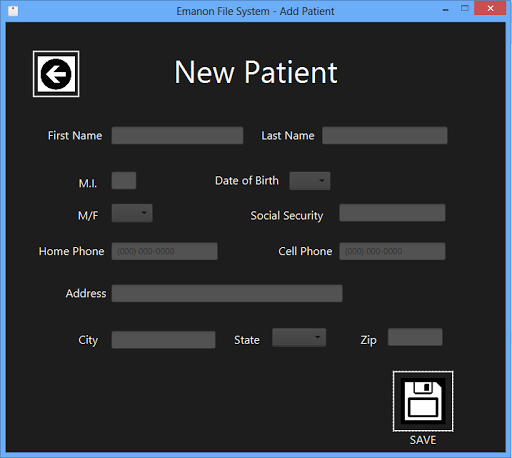 Emanon File System - Add Patient
New Patient
First Name Last Name
M.I. Date of Birth
M/F Social Security
Home Phone (000) 000-0000 Cell Phone (000) 000-0000
Address
City State Zip
SAVE